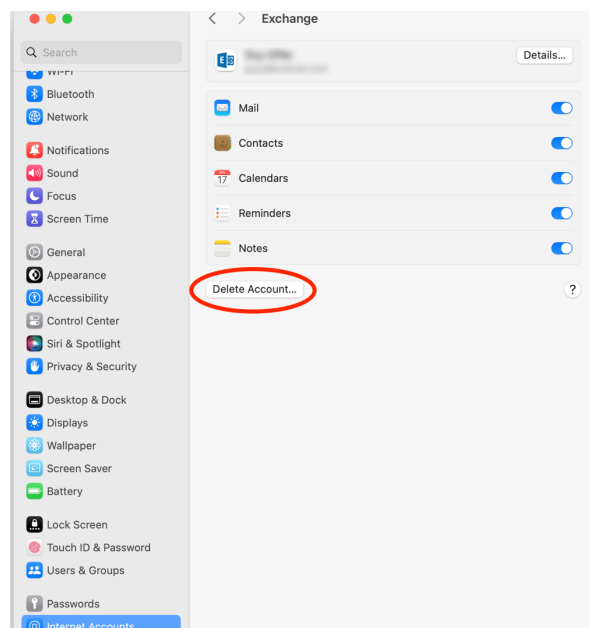 Exchange
Search
Wi-Fi
Bluetooth
Network
Notifications
Sound
Focus
Screen Time
General
Appearance
Accessibility
Control Center
Siri & Spotlight
Privacy & Security
Desktop & Dock
Displays
Wallpaper
Screen Saver
Battery
Lock Screen
Touch ID & Password
Users & Groups
Passwords
Internet Accounts
Details...
Mail
Contacts
17
Calendars
Reminders
Notes
Delete Account...
?